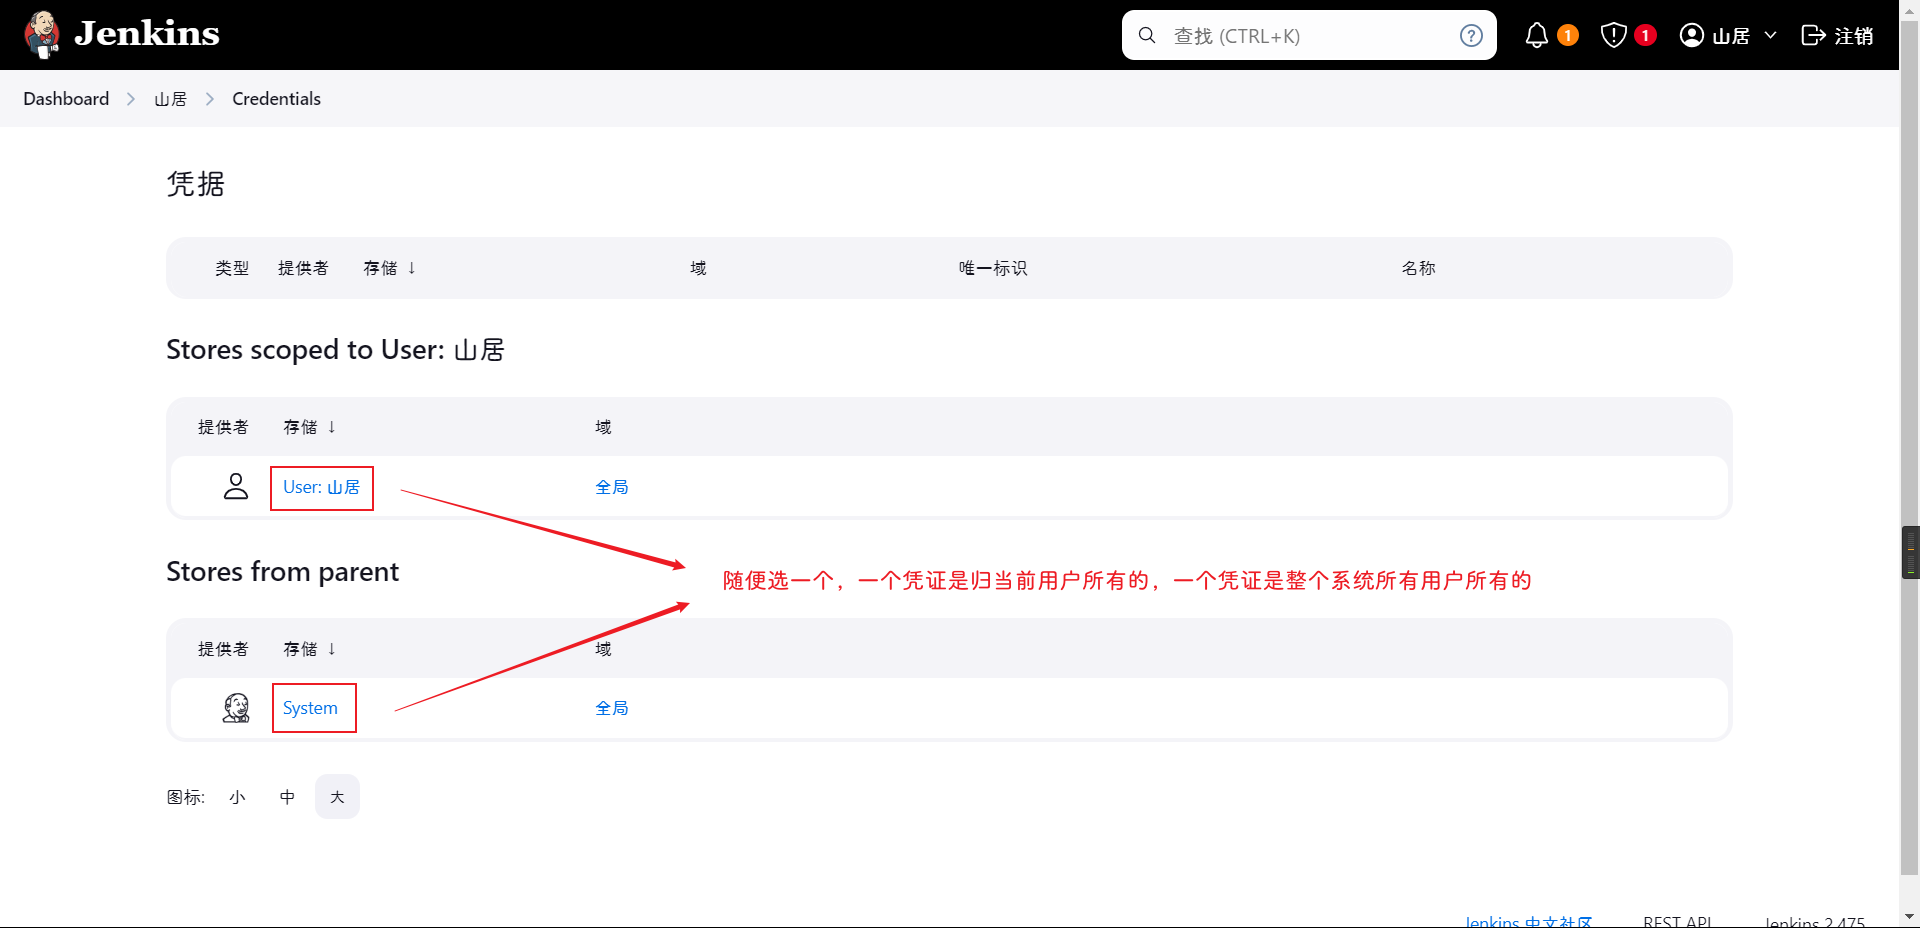 Jenkins
查找 (CTRL+K)
?
1
1
山居
注销
Dashboard
山居
Credentials
凭据
类型 提供者 存储 ↓ 域 唯一标识 名称
Stores scoped to User: 山居
提供者 存储 ↓ 域
User: 山居 全局
Stores from parent
随便选一个，一个凭证是归当前用户所有的，一个凭证是整个系统所有用户所有的
提供者 存储 ↓ 域
System 全局
图标: 小 中 大
Jenkins 中文社区 REST API Jenkins 2.475